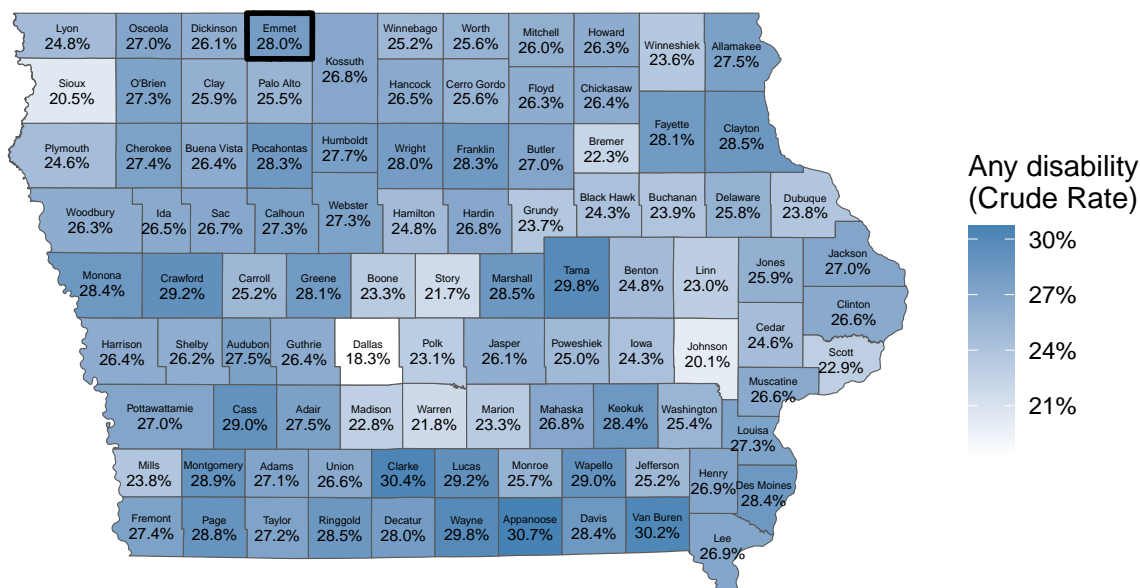 Lyon
24.8%
Osceola
27.0%
Dickinson
26.1%
Emmet
28.0%
Kossuth
26.8%
Winnebago
25.2%
Worth
25.6%
Mitchell
26.0%
Howard
26.3%
Winneshiek
23.6%
Allamakee
27.5%
Sioux
20.5%
O'Brien
27.3%
Clay
25.9%
Palo Alto
25.5%
Hancock
26.5%
Cerro Gordo
25.6%
Floyd
26.3%
Chickasaw
26.4%
Fayette
28.1%
Clayton
28.5%
Plymouth
24.6%
Cherokee
27.4%
Buena Vista
26.4%
Pocahontas
28.3%
Humboldt
27.7%
Wright
28.0%
Franklin
28.3%
Butler
27.0%
Bremer
22.3%
Woodbury
26.3%
Ida
26.5%
Sac
26.7%
Calhoun
27.3%
Webster
27.3%
Hamilton
24.8%
Hardin
26.8%
Grundy
23.7%
Black Hawk
24.3%
Buchanan
23.9%
Delaware
25.8%
Dubuque
23.8%
Monona
28.4%
Crawford
29.2%
Carroll
25.2%
Greene
28.1%
Boone
23.3%
Story
21.7%
Marshall
28.5%
Tama
29.8%
Benton
24.8%
Linn
23.0%
Jones
25.9%
Jackson
27.0%
Clinton
26.6%
Harrison
26.4%
Shelby
26.2%
Audubon
27.5%
Guthrie
26.4%
Dallas
18.3%
Polk
23.1%
Jasper
26.1%
Poweshiek
25.0%
Iowa
24.3%
Johnson
20.1%
Cedar
24.6%
Scott
22.9%
Muscatine
26.6%
Pottawattamie
27.0%
Cass
29.0%
Adair
27.5%
Madison
22.8%
Warren
21.8%
Marion
23.3%
Mahaska
26.8%
Keokuk
28.4%
Washington
25.4%
Louisa
27.3%
Mills
23.8%
Montgomery
28.9%
Adams
27.1%
Union
26.6%
Clarke
30.4%
Lucas
29.2%
Monroe
25.7%
Wapello
29.0%
Jefferson
25.2%
Henry
26.9%
Des Moines
28.4%
Fremont
27.4%
Page
28.8%
Taylor
27.2%
Ringgold
28.5%
Decatur
28.0%
Wayne
29.8%
Appanoose
30.7%
Davis
28.4%
Van Buren
30.2%
Lee
26.9%
Any disability
(Crude Rate)
30%
27%
24%
21%